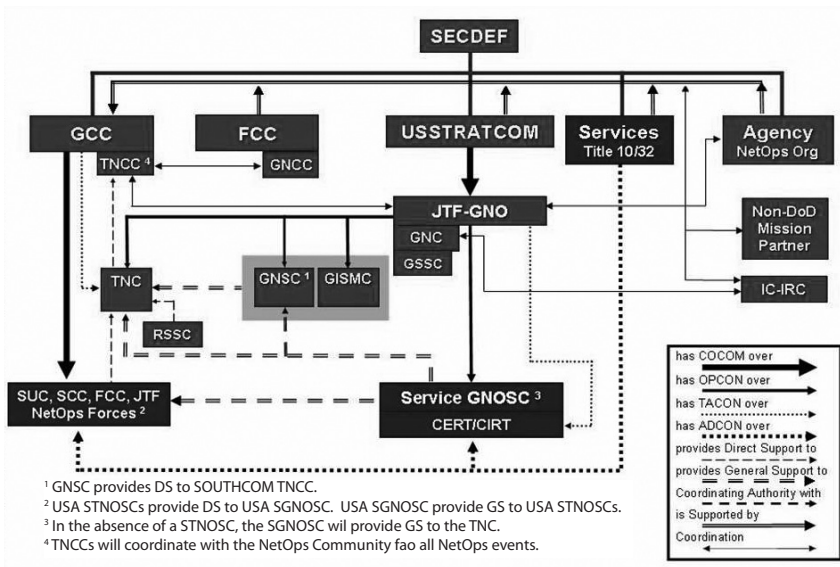 SECDEF
GCC
TNCC 4
FCC
GNCC
USSTRATCOM
Services
Title 10/32
Agency
NetOps Org
JTF-GNO
GNC
GSSC
Non-DoD
Mission
Partner
IC-IRC
TNC
RSSC
GNSC 1
GISMC
SUC, SCC, FCC, JTF
NetOps Forces 2
Service GNOSC 3
CERT/CIRT
has COCOM over
has OPCON over
has TACON over
has ADCON over
provides Direct Support to
provides General Support to
Coordinating Authority with
is Supported by
Coordination
1 GNSC provides DS to SOUTHCOM TNCC.
2 USA STNOSCs provide DS to USA SGNOSC. USA SGNOSC provide GS to USA STNOSCs.
3 In the absence of a STNOSC, the SGNOSC wil provide GS to the TNC.
4 TNCCs will coordinate with the NetOps Community fao all NetOps events.